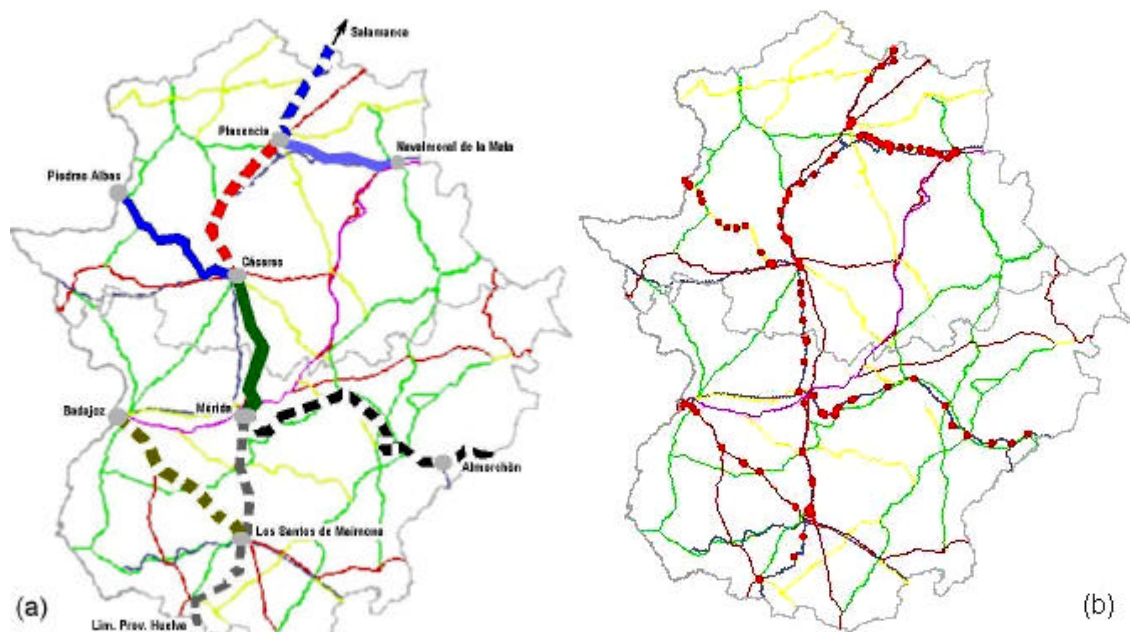 Salamanca
Plasencia
Navalmoral de la Mata
Piedras Albas
Cáceres
Badajoz
Mérida
Almorchón
Los Santos de Maimona
(a)
Lim. Prov. Huelva
(b)